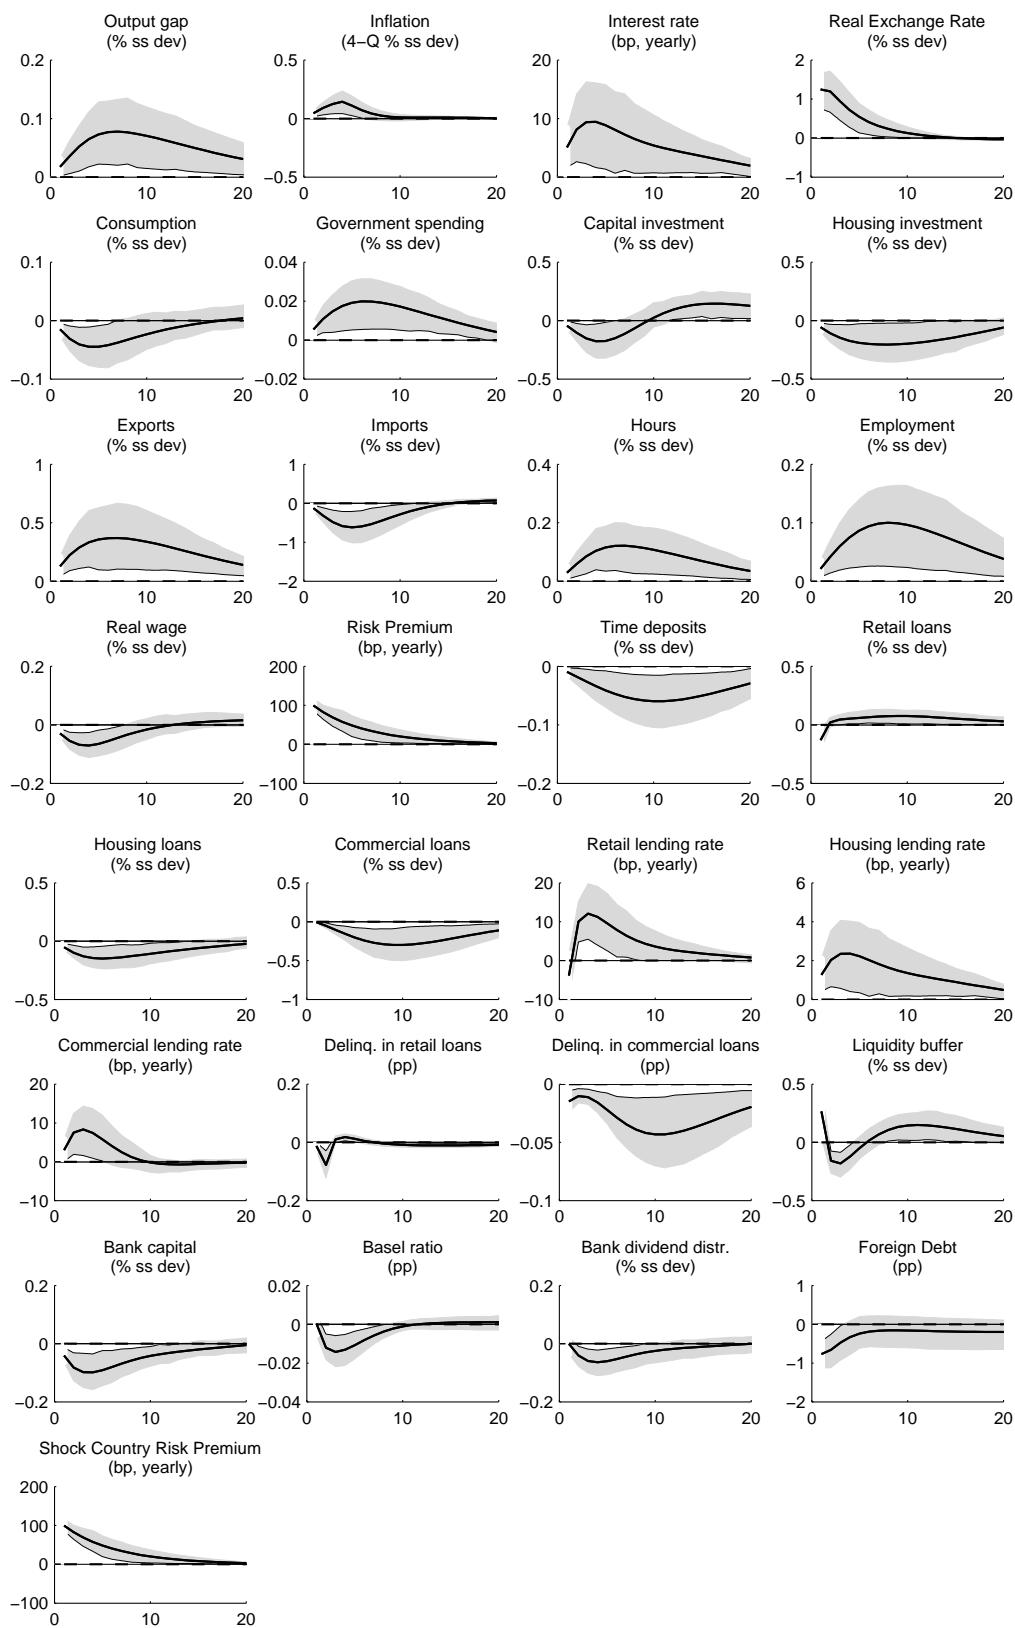 Output gap
(% ss dev)
0.2
0.1
0
0 10 20
Inflation
(4−Q % ss dev)
0.5
0
−0.5
0 10 20
Interest rate
(bp, yearly)
20
10
0
0 10 20
Real Exchange Rate
(% ss dev)
2
1
0
−1
0 10 20
Consumption
(% ss dev)
0.1
0
−0.1
0 10 20
Government spending
(% ss dev)
0.04
0.02
0
−0.02
0 10 20
Capital investment
(% ss dev)
0.5
0
−0.5
0 10 20
Housing investment
(% ss dev)
0.5
0
−0.5
0 10 20
Exports
(% ss dev)
1
0.5
0
0 10 20
Imports
(% ss dev)
1
0
−1
−2
0 10 20
Hours
(% ss dev)
0.4
0.2
0
0 10 20
Employment
(% ss dev)
0.2
0.1
0
0 10 20
Real wage
(% ss dev)
0.2
0
−0.2
0 10 20
Risk Premium
(bp, yearly)
200
100
0
−100
0 10 20
Time deposits
(% ss dev)
0
−0.1
−0.2
0 10 20
Retail loans
(% ss dev)
0.5
0
−0.5
0 10 20
Housing loans
(% ss dev)
0.5
0
−0.5
0 10 20
Commercial loans
(% ss dev)
0.5
0
−0.5
−1
0 10 20
Retail lending rate
(bp, yearly)
20
10
0
−10
0 10 20
Housing lending rate
(bp, yearly)
6
4
2
0
0 10 20
Commercial lending rate
(bp, yearly)
20
10
0
−10
0 10 20
Delinq. in retail loans
(pp)
0.2
0
−0.2
0 10 20
Delinq. in commercial loans
(pp)
0
−0.05
−0.1
0 10 20
Liquidity buffer
(% ss dev)
0.5
0
−0.5
0 10 20
Bank capital
(% ss dev)
0.2
0
−0.2
0 10 20
Basel ratio
(pp)
0.02
0
−0.02
−0.04
0 10 20
Bank dividend distr.
(% ss dev)
0.2
0
−0.2
0 10 20
Foreign Debt
(pp)
1
0
−1
−2
0 10 20
Shock Country Risk Premium
(bp, yearly)
200
100
0
−100
0 10 20